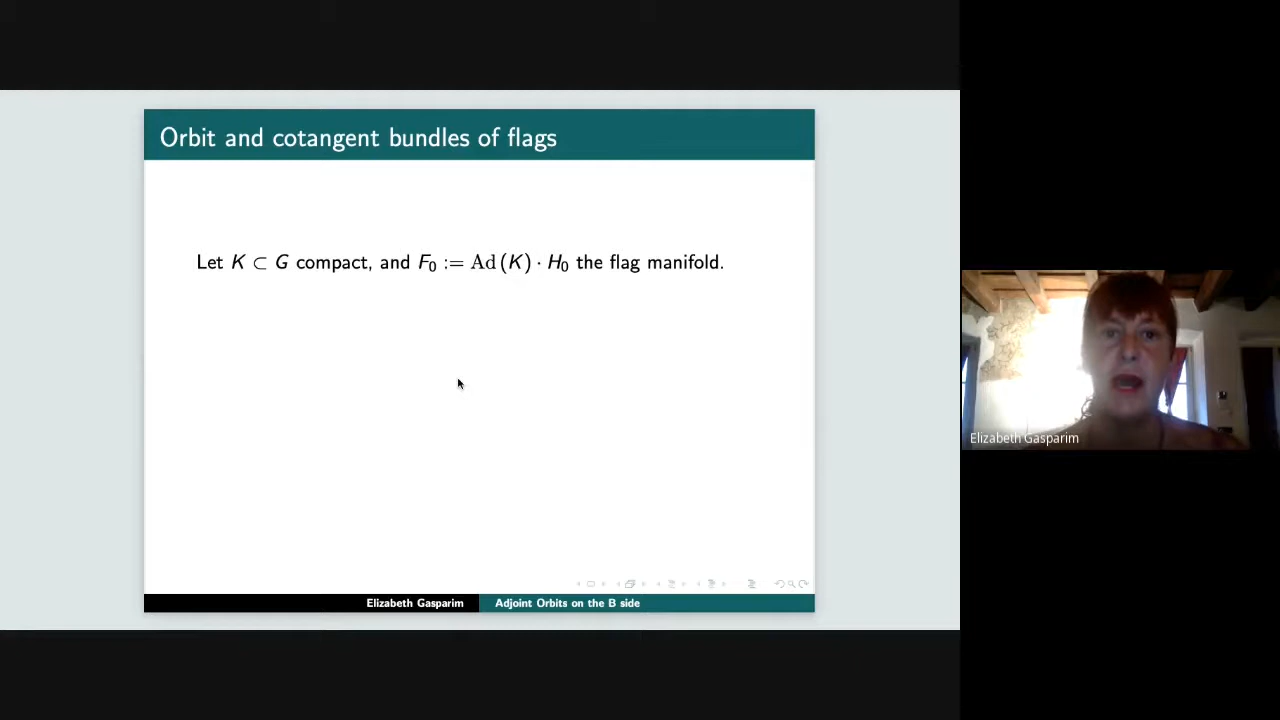 Orbit and cotangent bundles of flags
Let K ⊂ G compact, and F₀ := Ad (K) · H₀ the flag manifold.
Elizabeth Gasparim
Adjoint Orbits on the B side
Elizabeth Gasparim